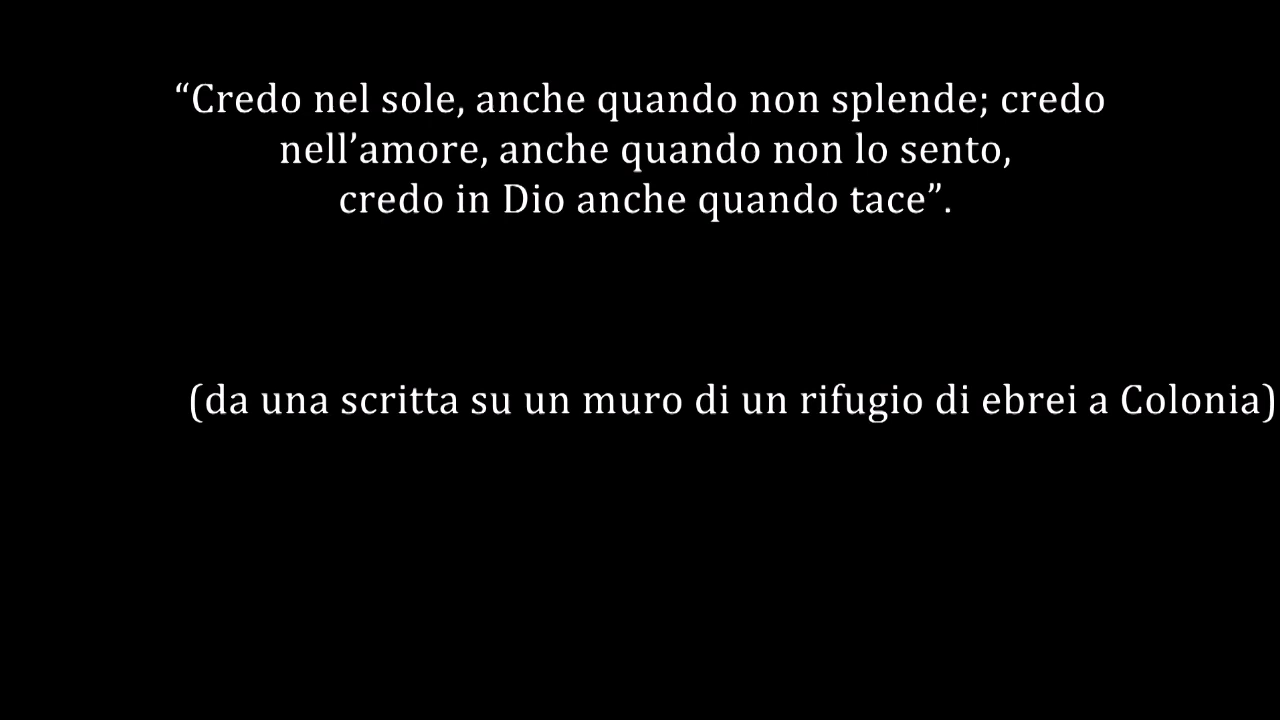 “Credo nel sole, anche quando non splende; credo
nell’amore, anche quando non lo sento,
credo in Dio anche quando tace”.
(da una scritta su un muro di un rifugio di ebrei a Colonia)